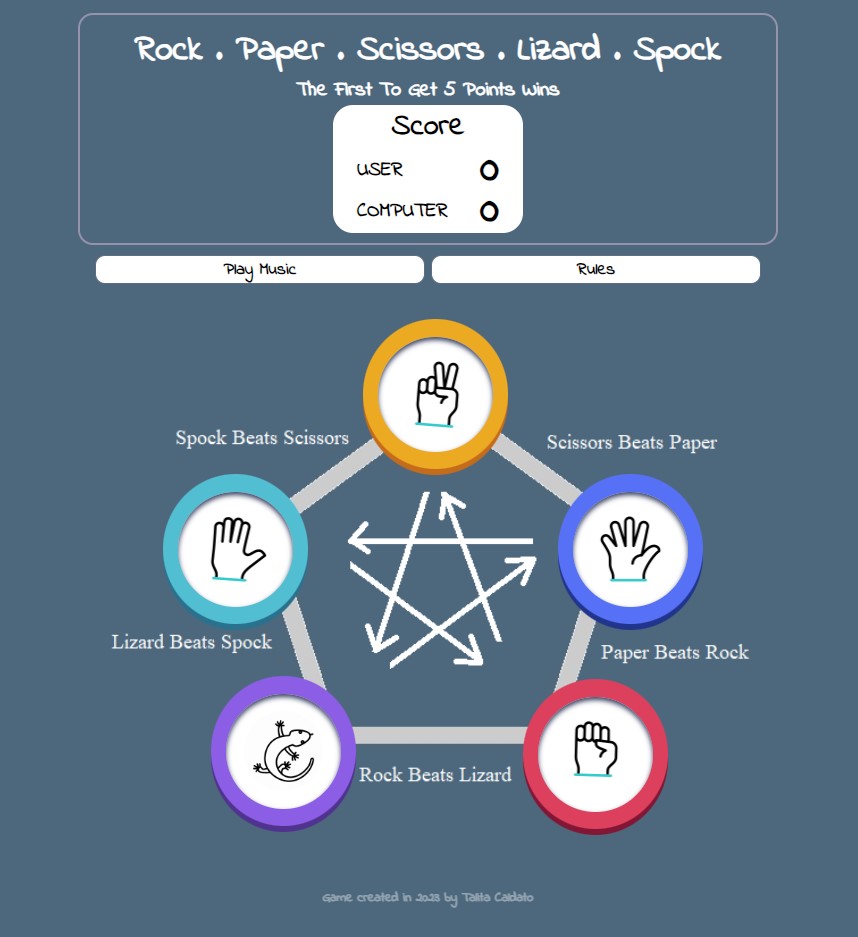 Rock . Paper . Scissors . Lizard . Spock
The First To Get 5 Points Wins
Score
USER 0
COMPUTER 0
Play Music
Rules
Spock Beats Scissors
Scissors Beats Paper
Lizard Beats Spock
Paper Beats Rock
Rock Beats Lizard
Game created in 2023 by Talita Caldato